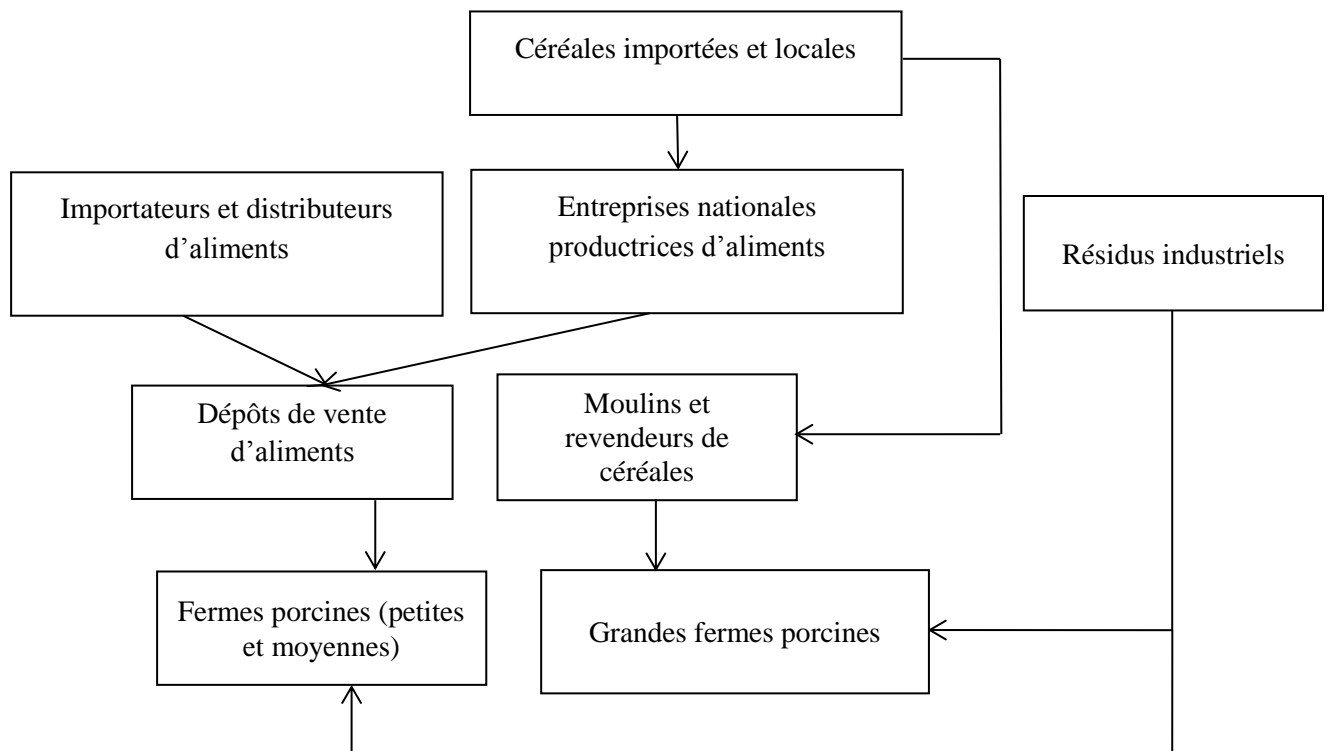 Céréales importées et locales
Importateurs et distributeurs
d’aliments
Entreprises nationales
productrices d’aliments
Résidus industriels
Dépôts de vente
d’aliments
Moulins et
revendeurs de
céréales
Fermes porcines (petites
et moyennes)
Grandes fermes porcines